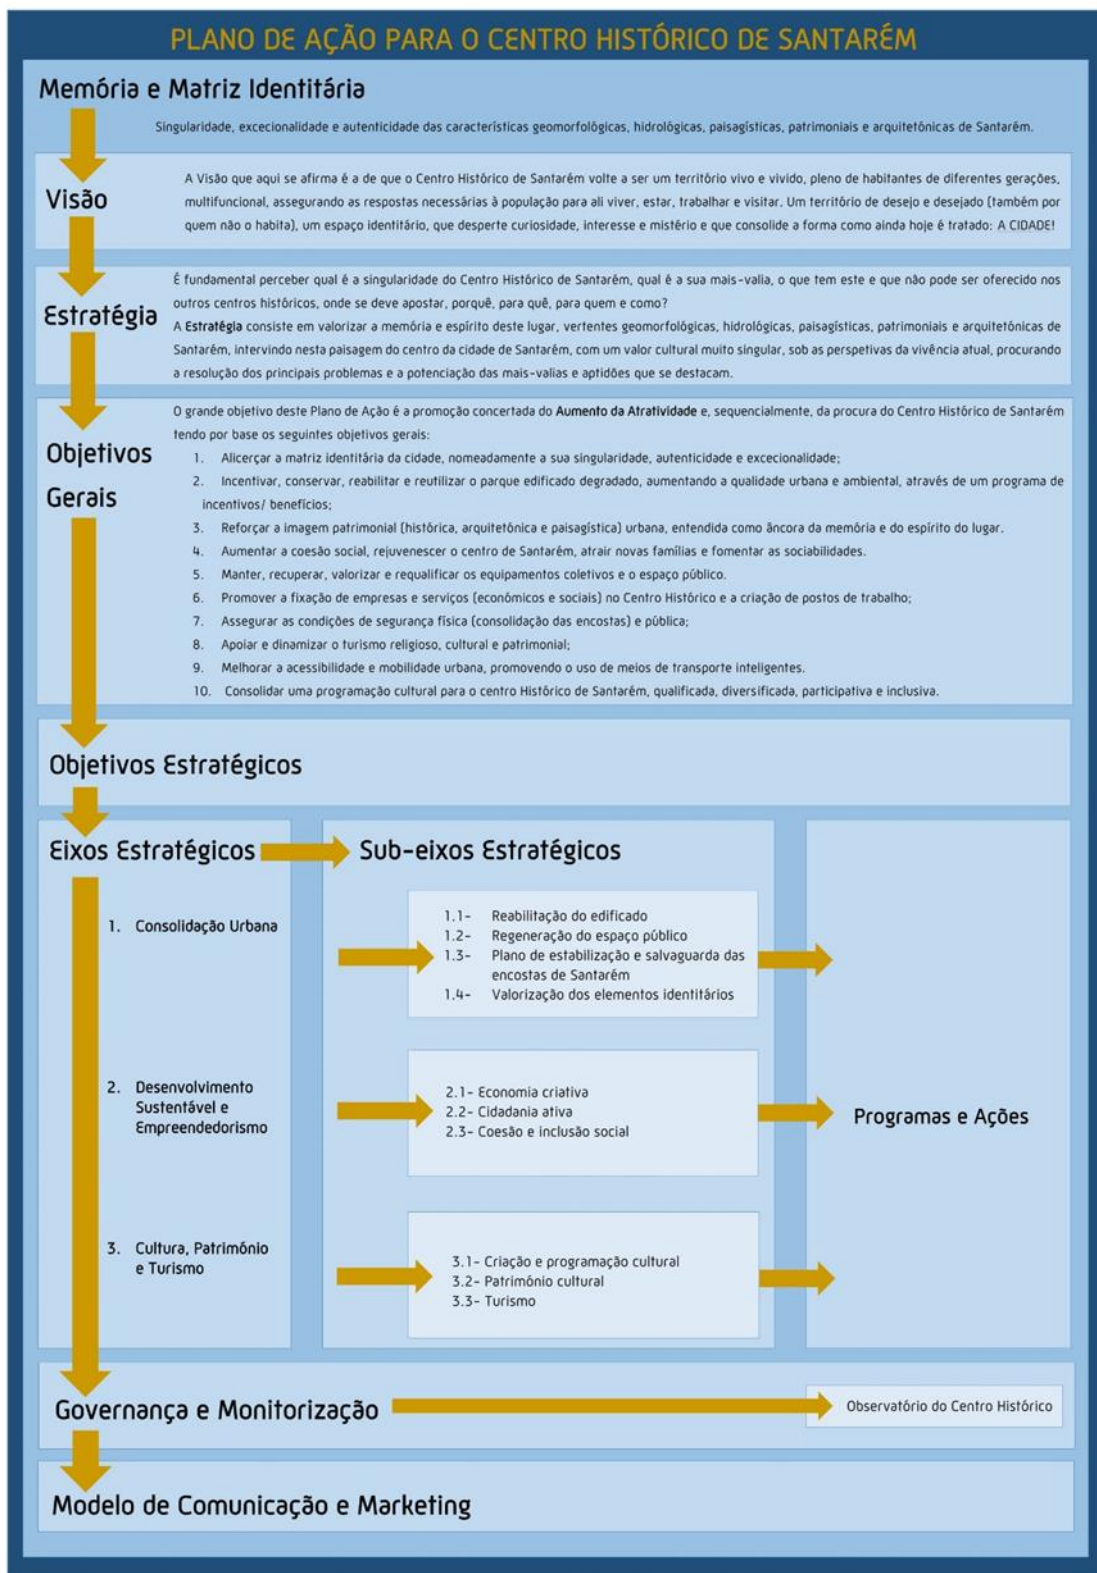 PLANO DE AÇÃO PARA O CENTRO HISTÓRICO DE SANTARÉM
Memória e Matriz Identitária
Singularidade, excecionalidade e autenticidade das características geomorfológicas, hidrológicas, paisagísticas, patrimoniais e arquitetónicas de Santarém.
Visão
A Visão que aqui se afirma é a de que o Centro Histórico de Santarém volte a ser um território vivo e vivido, pleno de habitantes de diferentes gerações,
multifuncional, assegurando as respostas necessárias à população para ali viver, estar, trabalhar e visitar. Um território de desejo e desejado (também por
quem não o habita), um espaço identitário, que desperte curiosidade, interesse e mistério e que consolide a forma como ainda hoje é tratado: A CIDADE!
Estratégia
É fundamental perceber qual é a singularidade do Centro Histórico de Santarém, qual é a sua mais-valia, o que tem este e que não pode ser oferecido nos
outros centros históricos, onde se deve apostar, porquê, para quê, para quem e como?
A Estratégia consiste em valorizar a memória e espírito deste lugar, vertentes geomorfológicas, hidrológicas, paisagísticas, patrimoniais e arquitetónicas de
Santarém, intervindo nesta paisagem do centro da cidade de Santarém, com um valor cultural muito singular, sob as perspetivas da vivência atual, procurando
a resolução dos principais problemas e a potenciação das mais-valias e aptidões que se destacam.
Objetivos
Gerais
O grande objetivo deste Plano de Ação é a promoção concertada do Aumento da Atratividade e, sequencialmente, da procura do Centro Histórico de Santarém
tendo por base os seguintes objetivos gerais:
1. Alicerçar a matriz identitária da cidade, nomeadamente a sua singularidade, autenticidade e excecionalidade;
2. Incentivar, conservar, reabilitar e reutilizar o parque edificado degradado, aumentando a qualidade urbana e ambiental, através de um programa de
incentivos/ benefícios;
3. Reforçar a imagem patrimonial (histórica, arquitetónica e paisagística) urbana, entendida como âncora da memória e do espírito do lugar.
4. Aumentar a coesão social, rejuvenescer o centro de Santarém, atrair novas famílias e fomentar as sociabilidades.
5. Manter, recuperar, valorizar e requalificar os equipamentos coletivos e o espaço público.
6. Promover a fixação de empresas e serviços (económicos e sociais) no Centro Histórico e a criação de postos de trabalho;
7. Assegurar as condições de segurança física (consolidação das encostas) e pública;
8. Apoiar e dinamizar o turismo religioso, cultural e patrimonial;
9. Melhorar a acessibilidade e mobilidade urbana, promovendo o uso de meios de transporte inteligentes.
10. Consolidar uma programação cultural para o centro Histórico de Santarém, qualificada, diversificada, participativa e inclusiva.
Objetivos Estratégicos
Eixos Estratégicos
Sub-eixos Estratégicos
1. Consolidação Urbana
1.1- Reabilitação do edificado
1.2- Regeneração do espaço público
1.3- Plano de estabilização e salvaguarda das
encostas de Santarém
1.4- Valorização dos elementos identitários
2. Desenvolvimento
Sustentável e
Empreendedorismo
2.1- Economia criativa
2.2- Cidadania ativa
2.3- Coesão e inclusão social
Programas e Ações
3. Cultura, Património
e Turismo
3.1- Criação e programação cultural
3.2- Património cultural
3.3- Turismo
Governança e Monitorização
Observatório do Centro Histórico
Modelo de Comunicação e Marketing